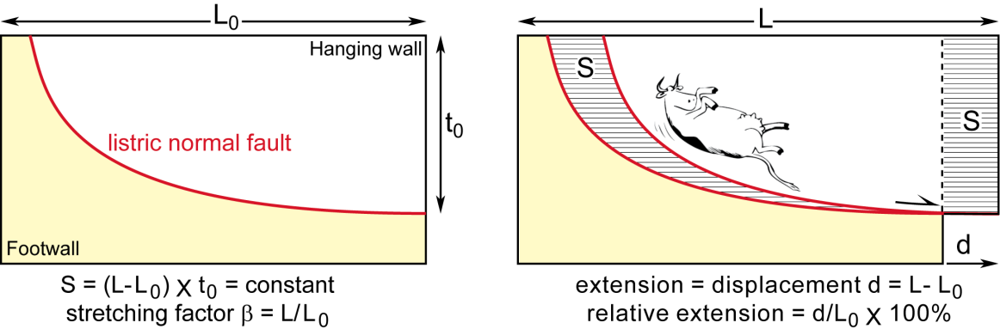 L₀
Hanging wall
t₀
listric normal fault
Footwall
S = (L-L₀) X t₀ = constant
stretching factor β = L/L₀
L
S
S
d
extension = displacement d = L- L₀
relative extension = d/L₀ X 100%